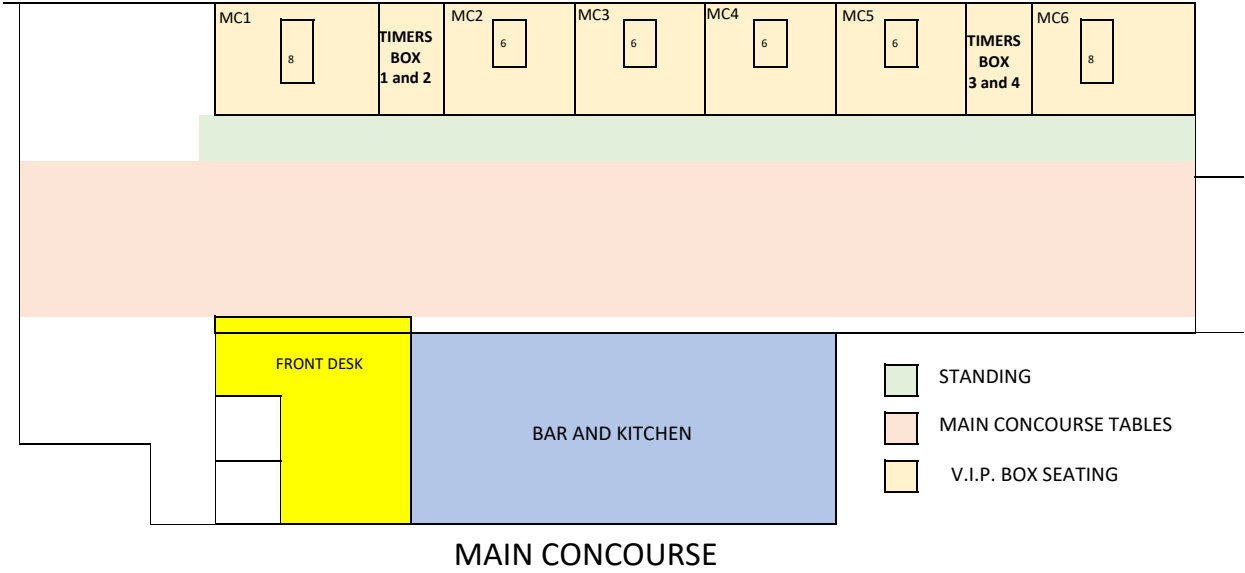 MC1
8
TIMERS
BOX
1 and 2
MC2
6
MC3
6
MC4
6
MC5
6
TIMERS
BOX
3 and 4
MC6
8
FRONT DESK
BAR AND KITCHEN
STANDING
MAIN CONCOURSE TABLES
V.I.P. BOX SEATING
MAIN CONCOURSE